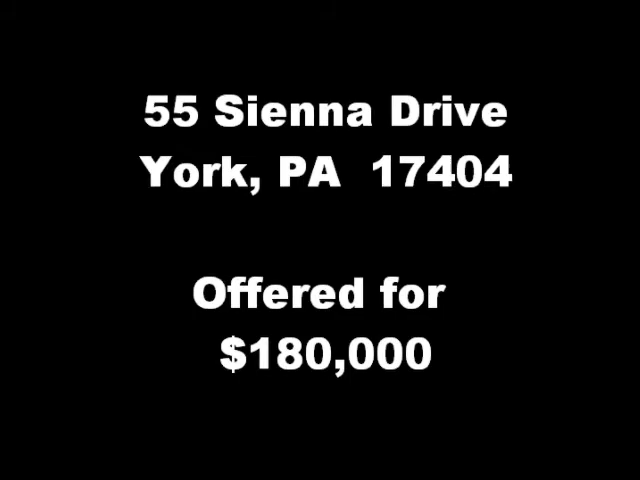 55 Sienna Drive
York, PA  17404
Offered for
$180,000